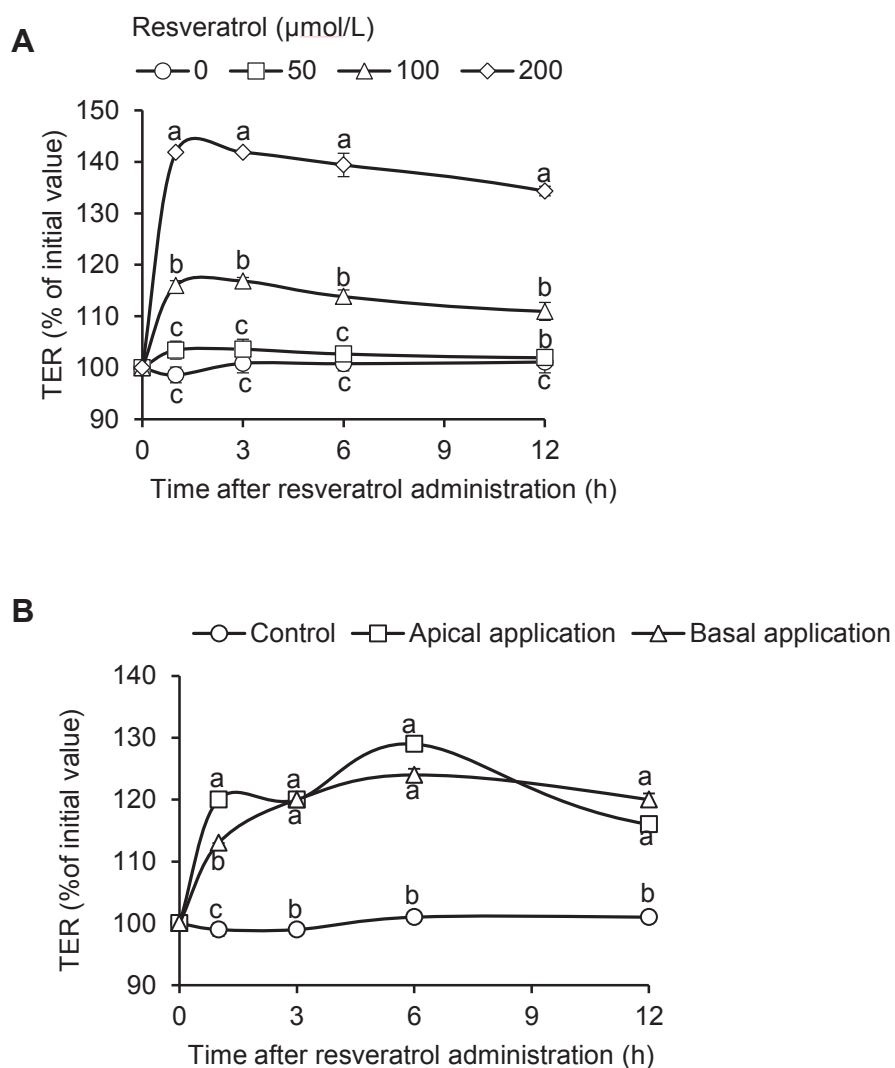 A
Resveratrol (µmol/L)
0 50 100 200
150
140
130
120
110
100
90
TER (% of initial value)
a a a a
b b b b
c c c b
c c c c
0 3 6 9 12
Time after resveratrol administration (h)
B
Control Apical application Basal application
140
130
120
110
100
90
TER (%of initial value)
a a a a
b a a a
c b b b
0 3 6 9 12
Time after resveratrol administration (h)